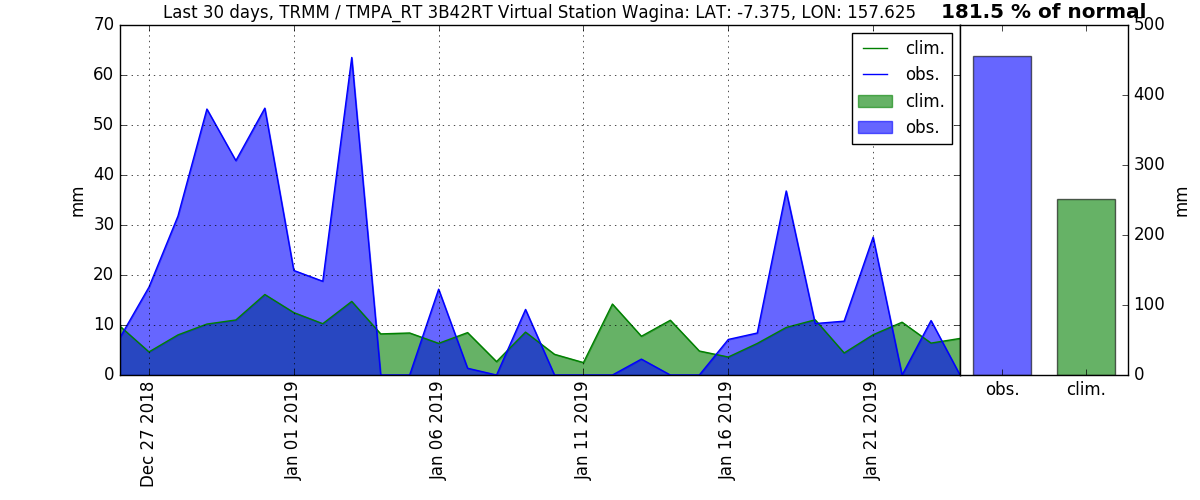 Last 30 days, TRMM / TMPA_RT 3B42RT Virtual Station Wagina: LAT: -7.375, LON: 157.625
181.5 % of normal
70
60
50
40
30
20
10
0
mm
clim.
obs.
clim.
obs.
500
400
300
200
100
0
mm
Dec 27 2018
Jan 01 2019
Jan 06 2019
Jan 11 2019
Jan 16 2019
Jan 21 2019
obs.
clim.